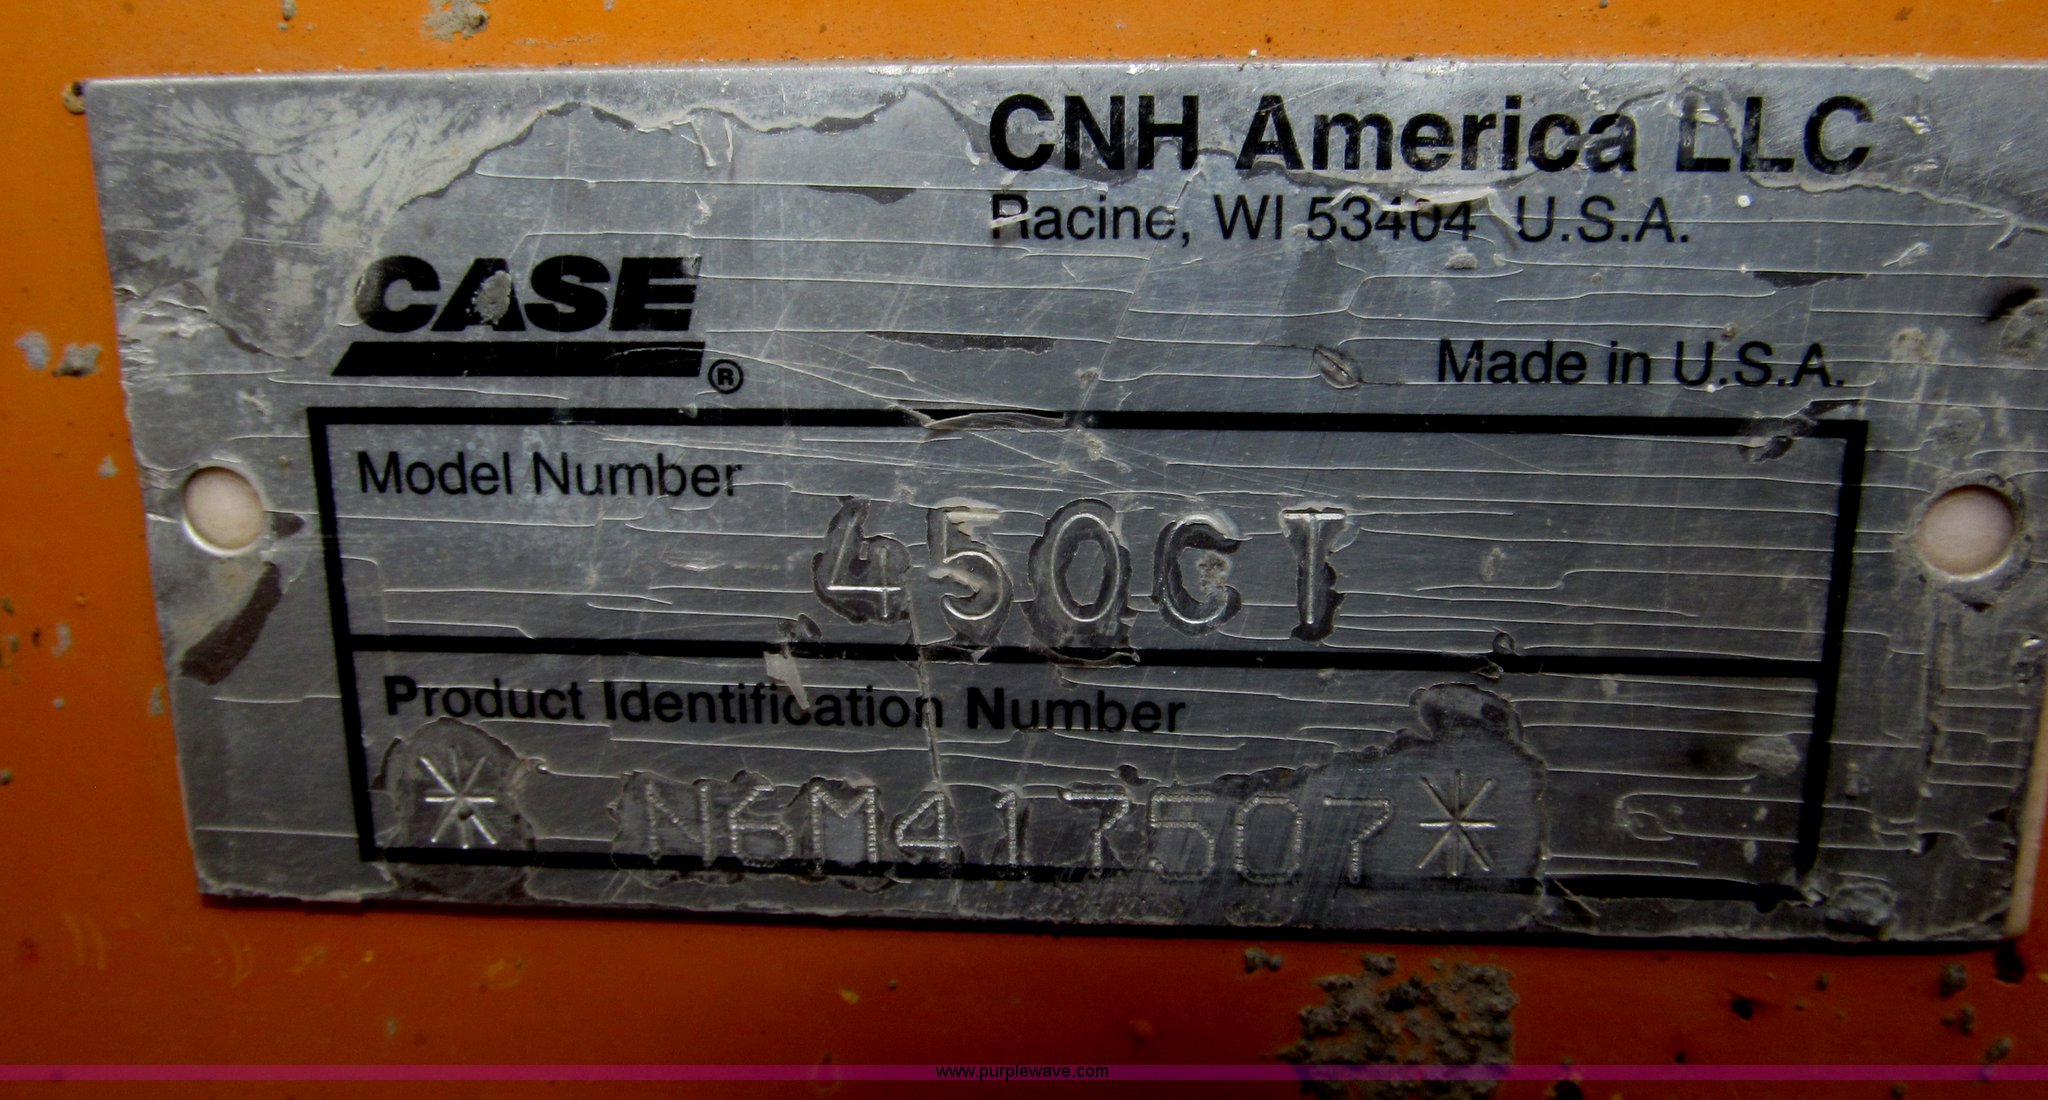 CNH America LLC
Racine, WI 53404 U.S.A.
CASE®
Made in U.S.A.
Model Number
450CT
Product Identification Number
*N6M417507*
www.purplewave.com